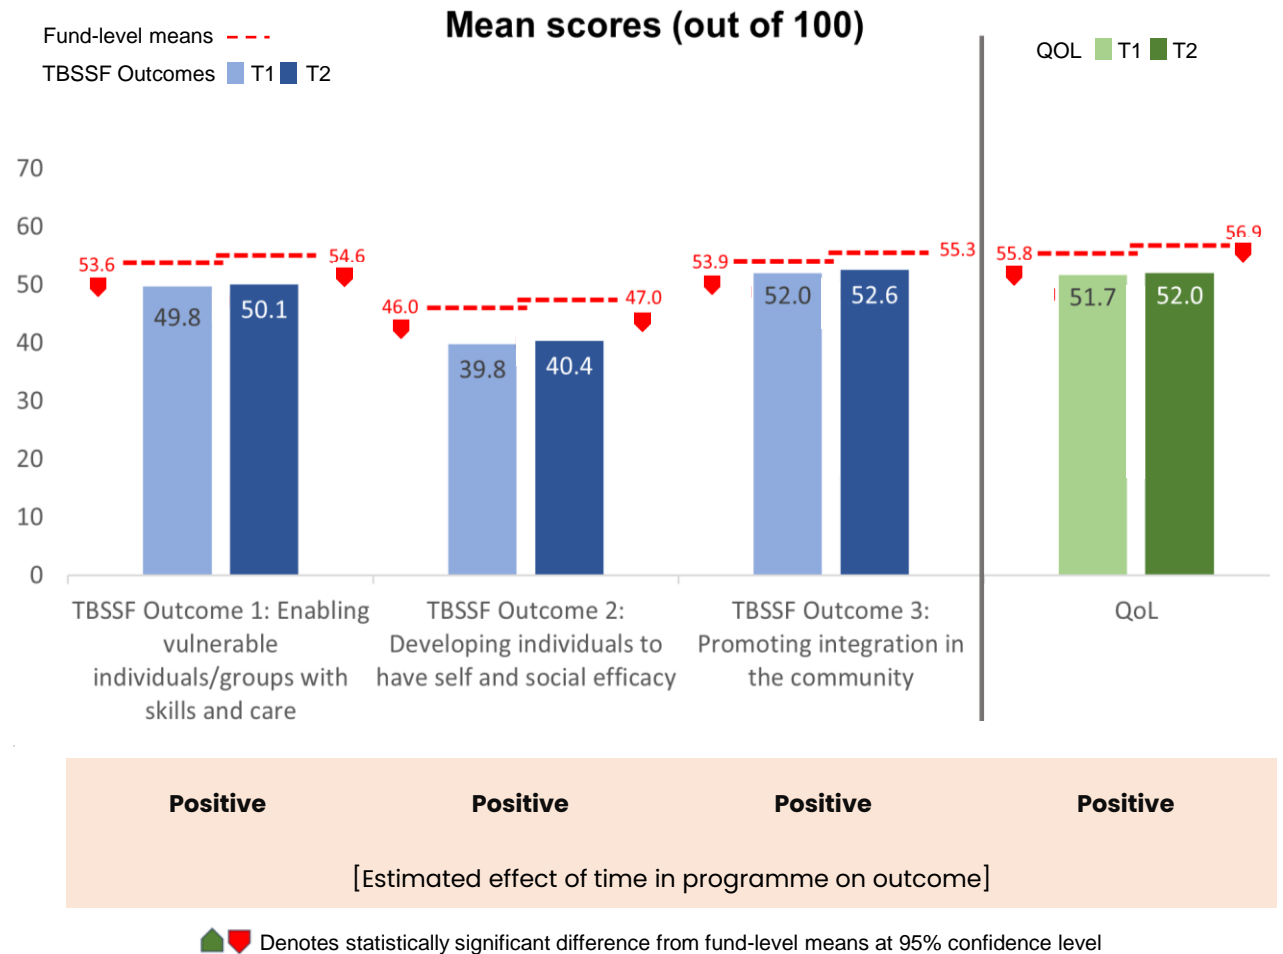 Mean scores (out of 100)
Fund-level means
TBSSF Outcomes T1 T2
QOL T1 T2
70
60
50
40
30
20
10
0
53.6
54.6
49.8
50.1
46.0
47.0
39.8
40.4
53.9
55.3
52.0
52.6
55.8
56.9
51.7
52.0
TBSSF Outcome 1: Enabling
vulnerable
individuals/groups with
skills and care
TBSSF Outcome 2:
Developing individuals to
have self and social efficacy
TBSSF Outcome 3:
Promoting integration in
the community
QoL
Positive
Positive
Positive
Positive
[Estimated effect of time in programme on outcome]
Denotes statistically significant difference from fund-level means at 95% confidence level